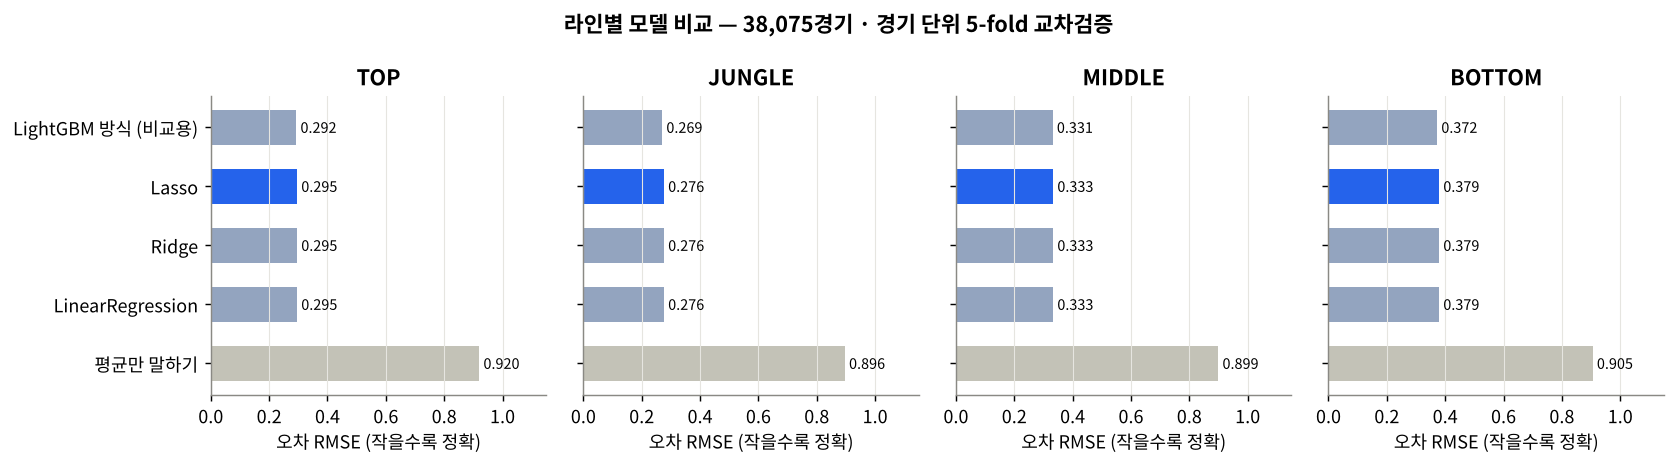 라인별 모델 비교 — 38,075경기 · 경기 단위 5-fold 교차검증
TOP
JUNGLE
MIDDLE
BOTTOM
LightGBM 방식 (비교용)
0.292
0.269
0.331
0.372
Lasso
0.295
0.276
0.333
0.379
Ridge
0.295
0.276
0.333
0.379
LinearRegression
0.295
0.276
0.333
0.379
평균만 말하기
0.920
0.896
0.899
0.905
0.0 0.2 0.4 0.6 0.8 1.0
0.0 0.2 0.4 0.6 0.8 1.0
0.0 0.2 0.4 0.6 0.8 1.0
0.0 0.2 0.4 0.6 0.8 1.0
오차 RMSE (작을수록 정확)
오차 RMSE (작을수록 정확)
오차 RMSE (작을수록 정확)
오차 RMSE (작을수록 정확)